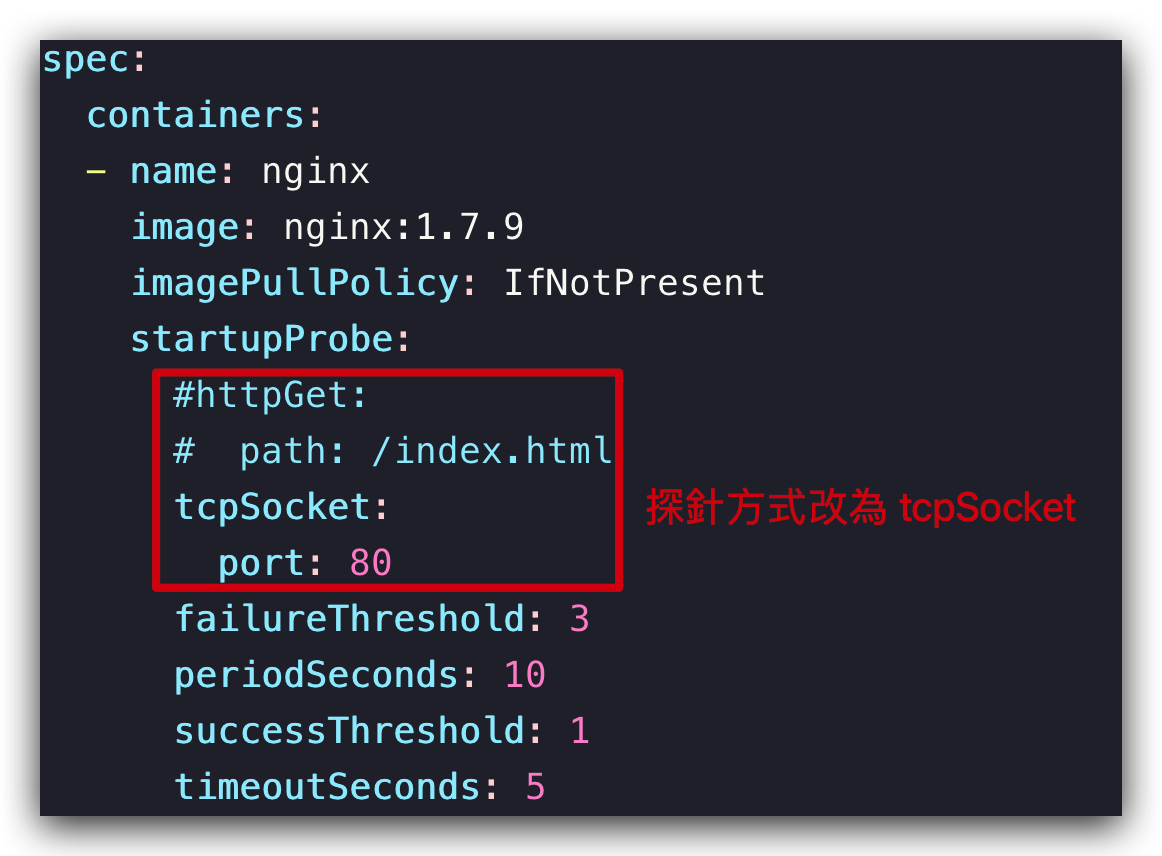 spec:
  containers:
  - name: nginx
    image: nginx:1.7.9
    imagePullPolicy: IfNotPresent
    startupProbe:
      #httpGet:
      #  path: /index.html
      tcpSocket:
探針方式改為 tcpSocket
        port: 80
      failureThreshold: 3
      periodSeconds: 10
      successThreshold: 1
      timeoutSeconds: 5